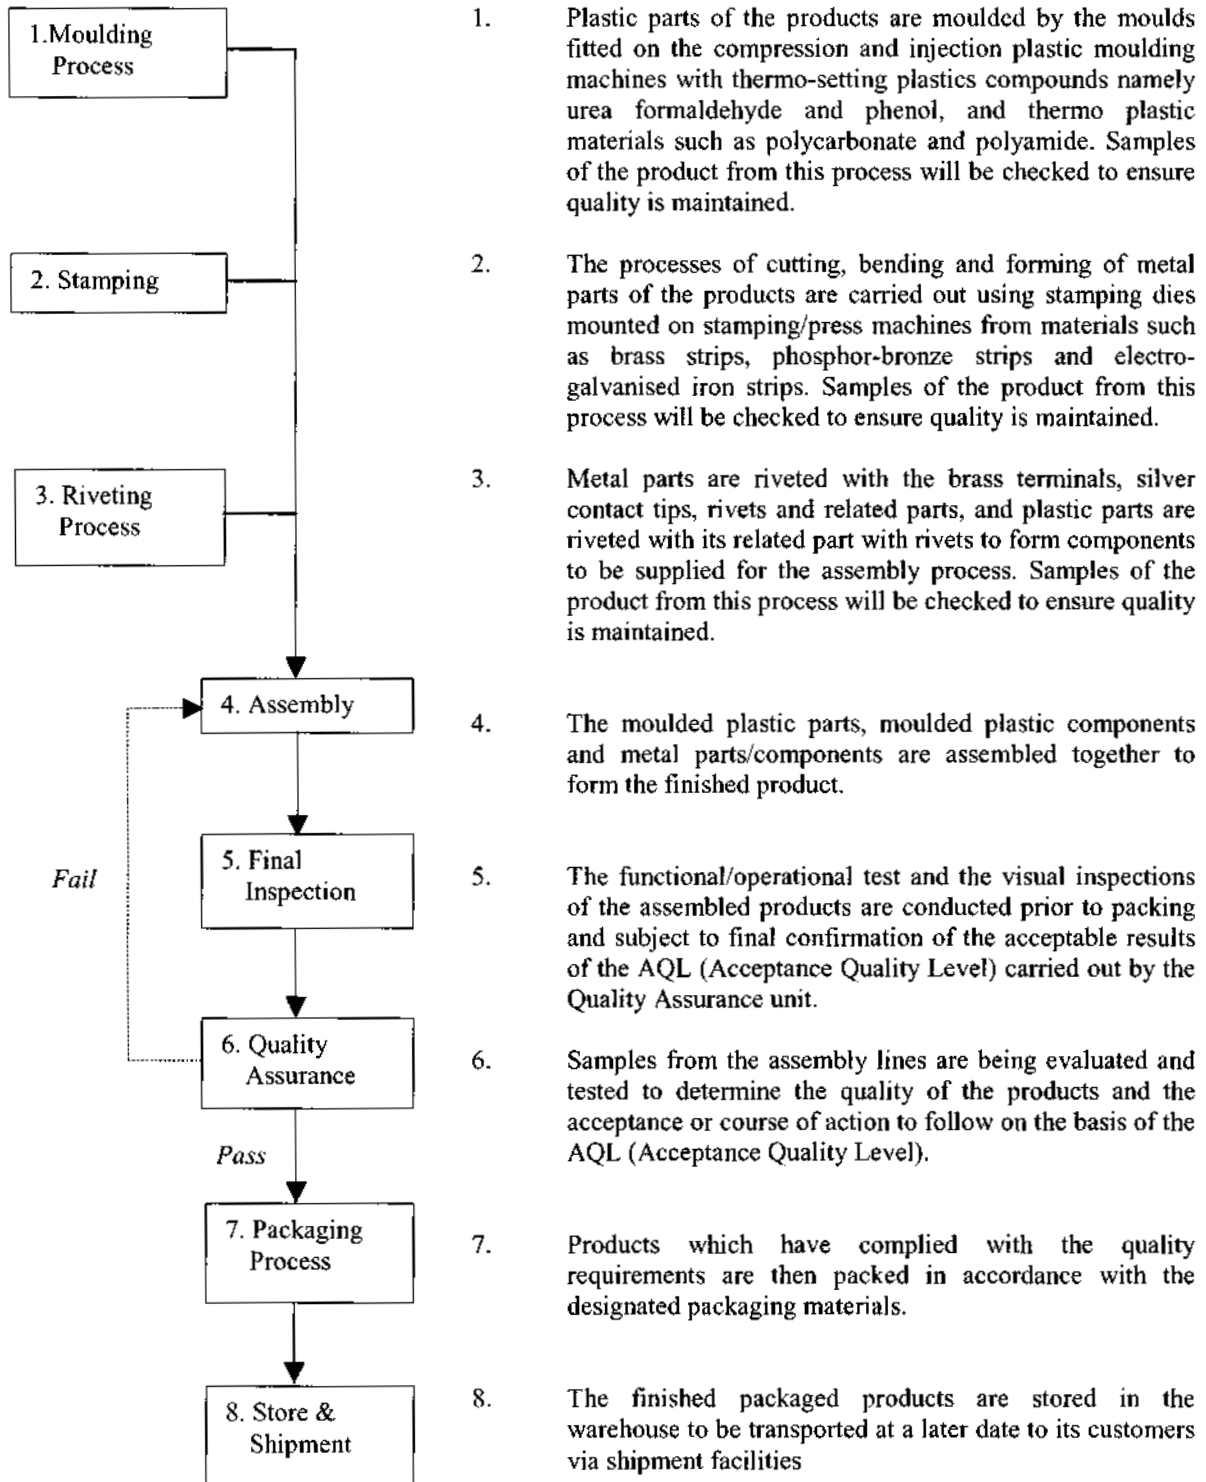 1.Moulding
Process
1.
Plastic parts of the products are moulded by the moulds
fitted on the compression and injection plastic moulding
machines with thermo-setting plastics compounds namely
urea formaldehyde and phenol, and thermo plastic
materials such as polycarbonate and polyamide. Samples
of the product from this process will be checked to ensure
quality is maintained.
2. Stamping
2.
The processes of cutting, bending and forming of metal
parts of the products are carried out using stamping dies
mounted on stamping/press machines from materials such
as brass strips, phosphor-bronze strips and electro-
galvanised iron strips. Samples of the product from this
process will be checked to ensure quality is maintained.
3. Riveting
Process
3.
Metal parts are riveted with the brass terminals, silver
contact tips, rivets and related parts, and plastic parts are
riveted with its related part with rivets to form components
to be supplied for the assembly process. Samples of the
product from this process will be checked to ensure quality
is maintained.
4. Assembly
4.
The moulded plastic parts, moulded plastic components
and metal parts/components are assembled together to
form the finished product.
Fail
5. Final
Inspection
5.
The functional/operational test and the visual inspections
of the assembled products are conducted prior to packing
and subject to final confirmation of the acceptable results
of the AQL (Acceptance Quality Level) carried out by the
Quality Assurance unit.
6. Quality
Assurance
6.
Samples from the assembly lines are being evaluated and
tested to determine the quality of the products and the
acceptance or course of action to follow on the basis of the
AQL (Acceptance Quality Level).
Pass
7. Packaging
Process
7.
Products which have complied with the quality
requirements are then packed in accordance with the
designated packaging materials.
8. Store &
Shipment
8.
The finished packaged products are stored in the
warehouse to be transported at a later date to its customers
via shipment facilities